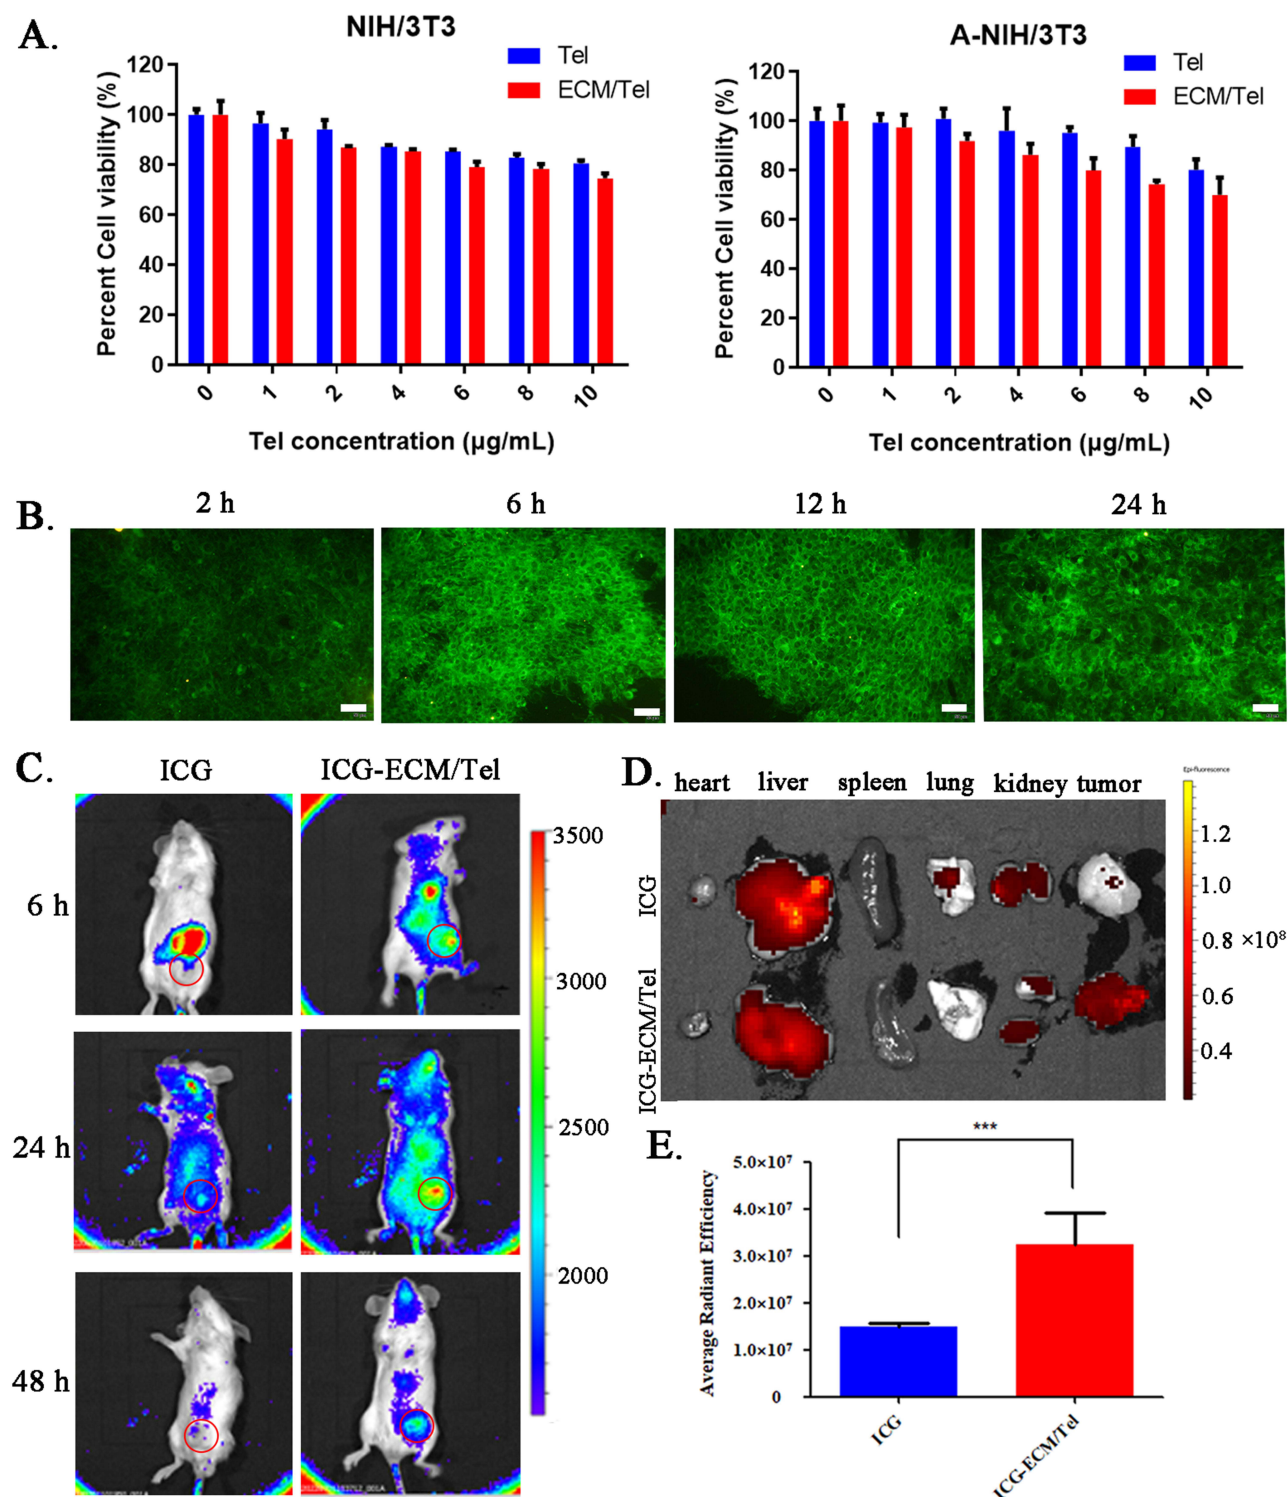 A.
NIH/3T3
Tel
ECM/Tel
Percent Cell viability (%)
120
100
80
60
40
20
0
0 1 2 4 6 8 10
Tel concentration (µg/mL)
A-NIH/3T3
Tel
ECM/Tel
Percent Cell viability (%)
120
100
80
60
40
20
0
0 1 2 4 6 8 10
Tel concentration (µg/mL)
B.
2 h 6 h 12 h 24 h
C.
ICG ICG-ECM/Tel
6 h
24 h
48 h
3500
3000
2500
2000
D.
heart liver spleen lung kidney tumor
ICG
ICG-ECM/Tel
Epi-fluorescence
1.2
1.0
0.8 ×10⁸
0.6
0.4
E.
***
Average Radiant Efficiency
5.0×10⁷
4.0×10⁷
3.0×10⁷
2.0×10⁷
1.0×10⁷
0
ICG
ICG-ECM/Tel